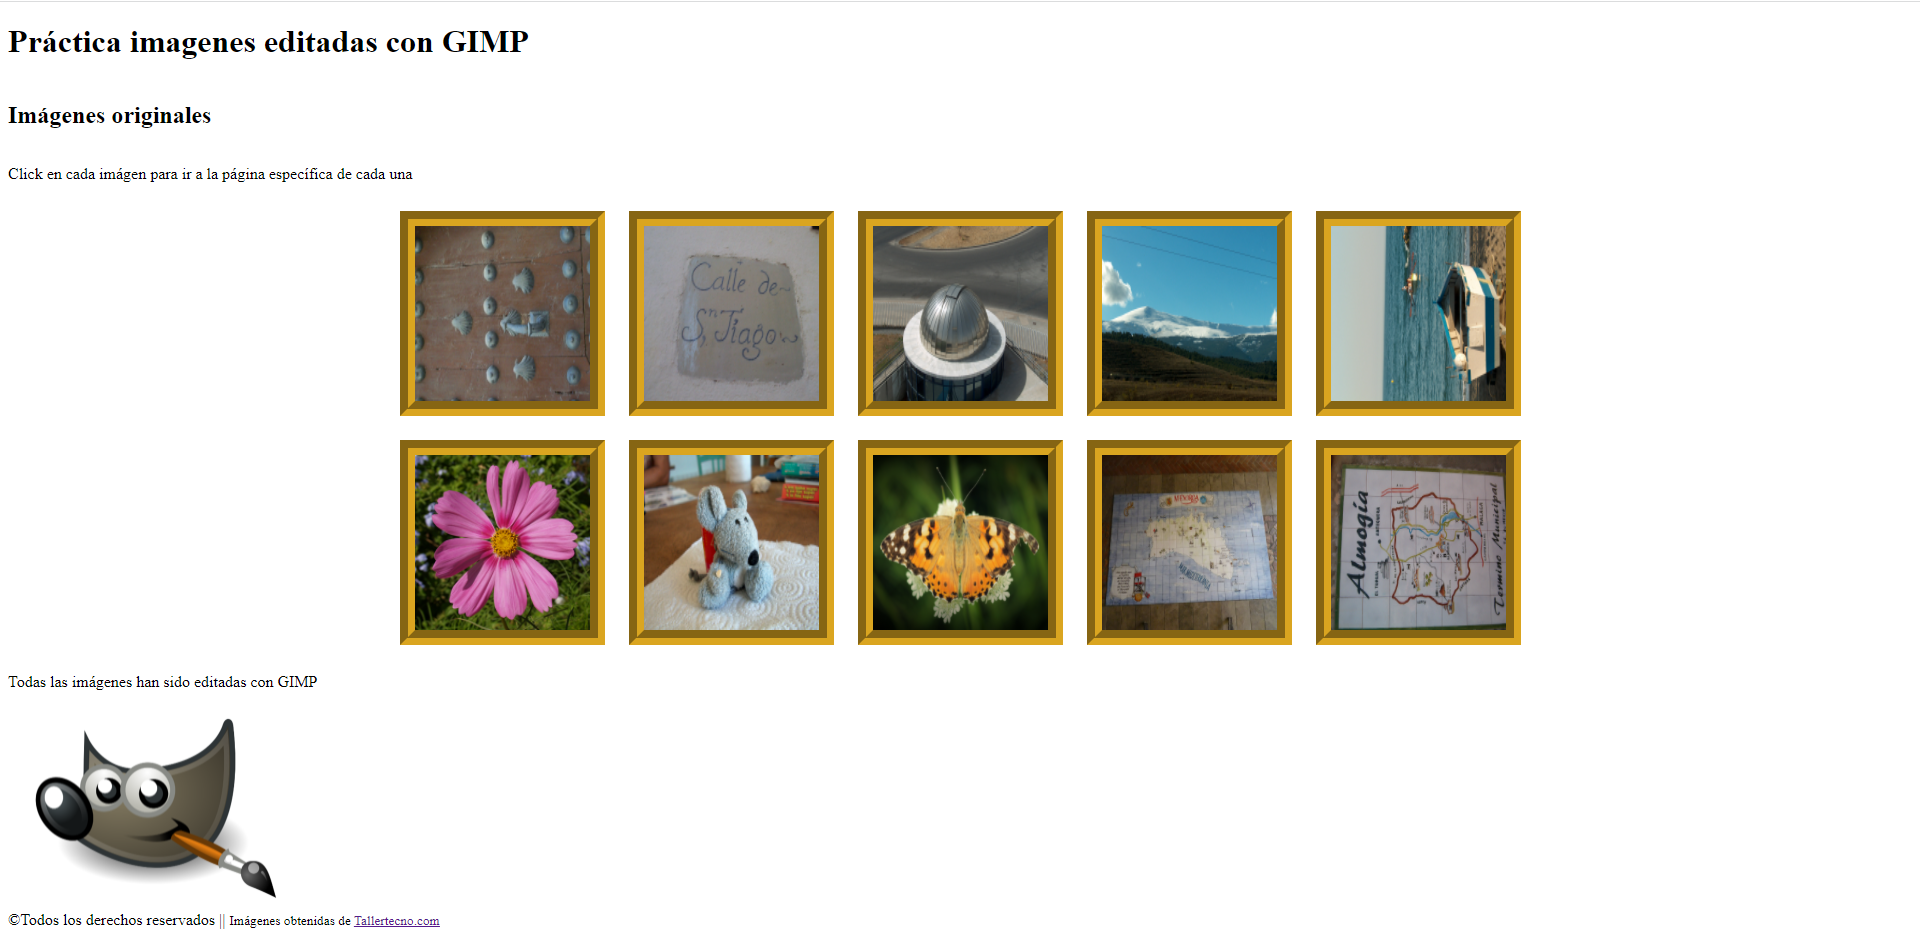 Práctica imagenes editadas con GIMP
Imágenes originales
Click en cada imágen para ir a la página específica de cada una
Calle de
Sn Tiago
Almogía
Termino Municipal
Todas las imágenes han sido editadas con GIMP
©Todos los derechos reservados || Imágenes obtenidas de Tallertecno.com